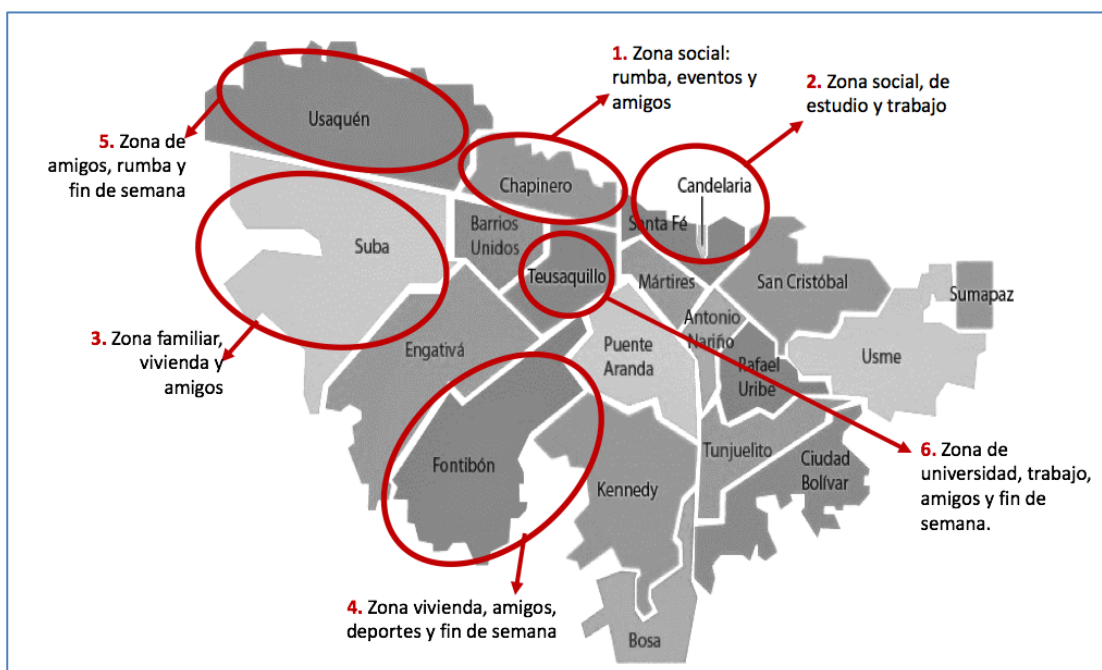 1. Zona social:
rumba, eventos y
amigos
2. Zona social, de
estudio y trabajo
5. Zona de
amigos, rumba y
fin de semana
Usaquén
Chapinero
Candelaria
Santa Fé
Barrios
Unidos
Suba
Teusaquillo
Mártires
San Cristóbal
Sumapaz
Antonio
Nariño
3. Zona familiar,
vivienda y
amigos
Engativá
Puente
Aranda
Rafael
Uribe
Usme
Fontibón
Kennedy
Tunjuelito
Ciudad
Bolívar
6. Zona de
universidad, trabajo,
amigos y fin de
semana.
4. Zona vivienda, amigos,
deportes y fin de semana
Bosa